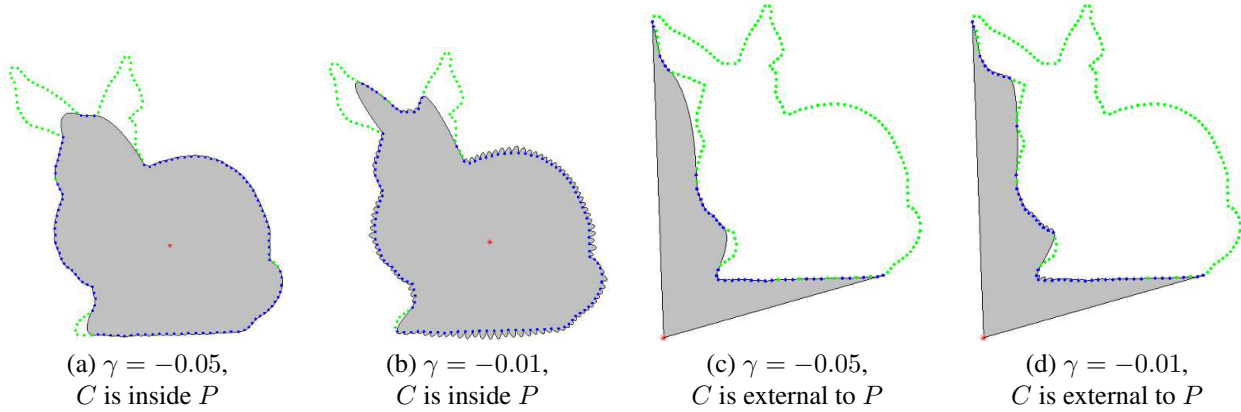 (a) γ = −0.05,
C is inside P
(b) γ = −0.01,
C is inside P
(c) γ = −0.05,
C is external to P
(d) γ = −0.01,
C is external to P